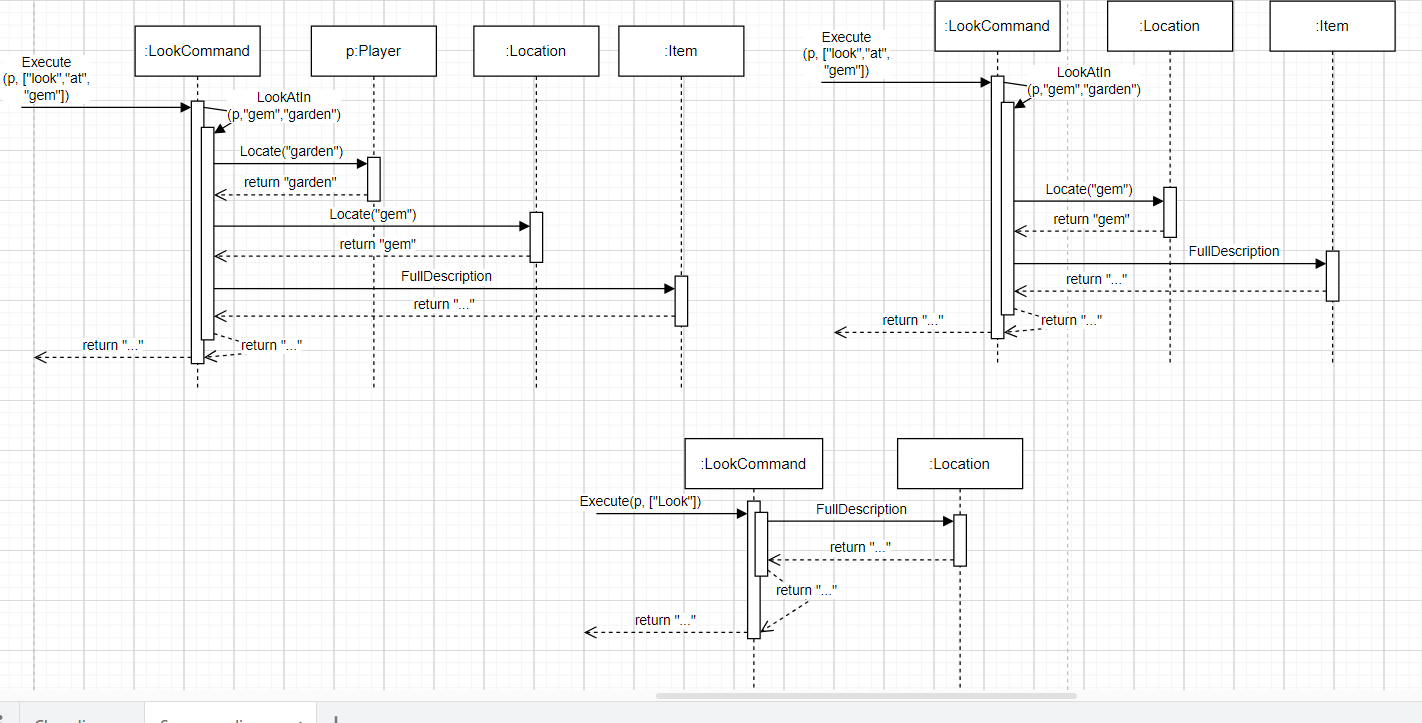 :LookCommand
p:Player
:Location
:Item
Execute
(p, ["look","at",
"gem"])
LookAtIn
(p,"gem","garden")
Locate("garden")
return "garden"
Locate("gem")
return "gem"
FullDescription
return "..."
return "..."
return "..."
:LookCommand
:Location
:Item
Execute
(p, ["look","at",
"gem"])
LookAtIn
(p,"gem","garden")
Locate("gem")
return "gem"
FullDescription
return "..."
return "..."
return "..."
:LookCommand
:Location
Execute(p, ["Look"])
FullDescription
return "..."
return "..."
return "..."